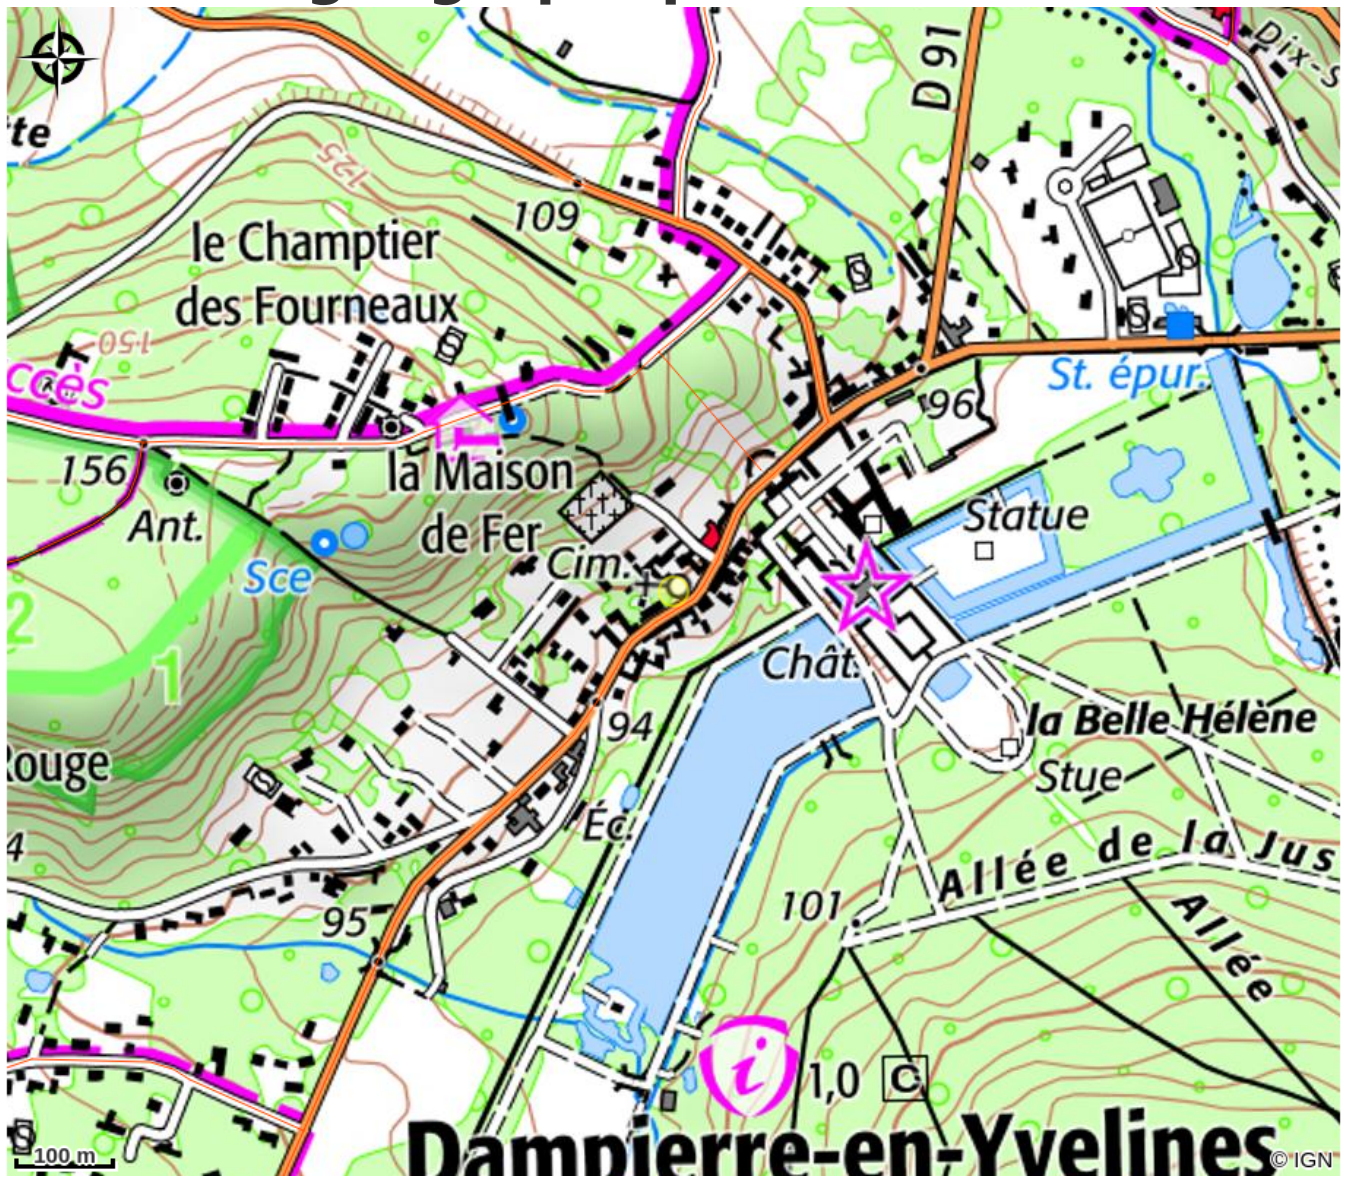 D 91
Dix-S
tte
125
109
le Champtier
des Fourneaux
150
ccès
St. épur.
96
156
la Maison
de Fer
Ant.
Statue
Sce
Cim.
2
1
Chât.
94
la Belle Hélène
Rouge
Stue
Éc.
4
Allée de la Jus
101
95
Allée
i
1,0
C
Dampierre-en-Yvelines
100 m
© IGN